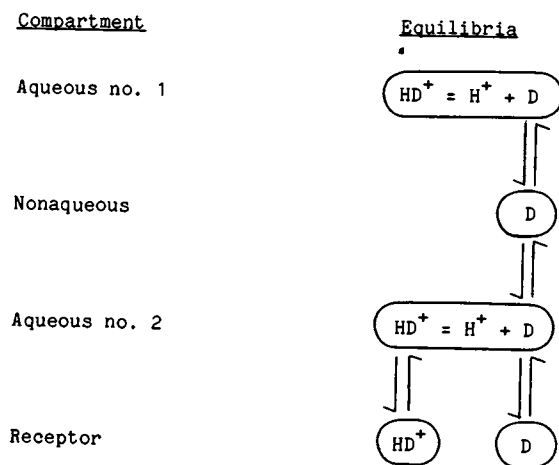 Compartment Equilibria
Aqueous no. 1 HD⁺ = H⁺ + D
Nonaqueous D
Aqueous no. 2 HD⁺ = H⁺ + D
Receptor HD⁺ D